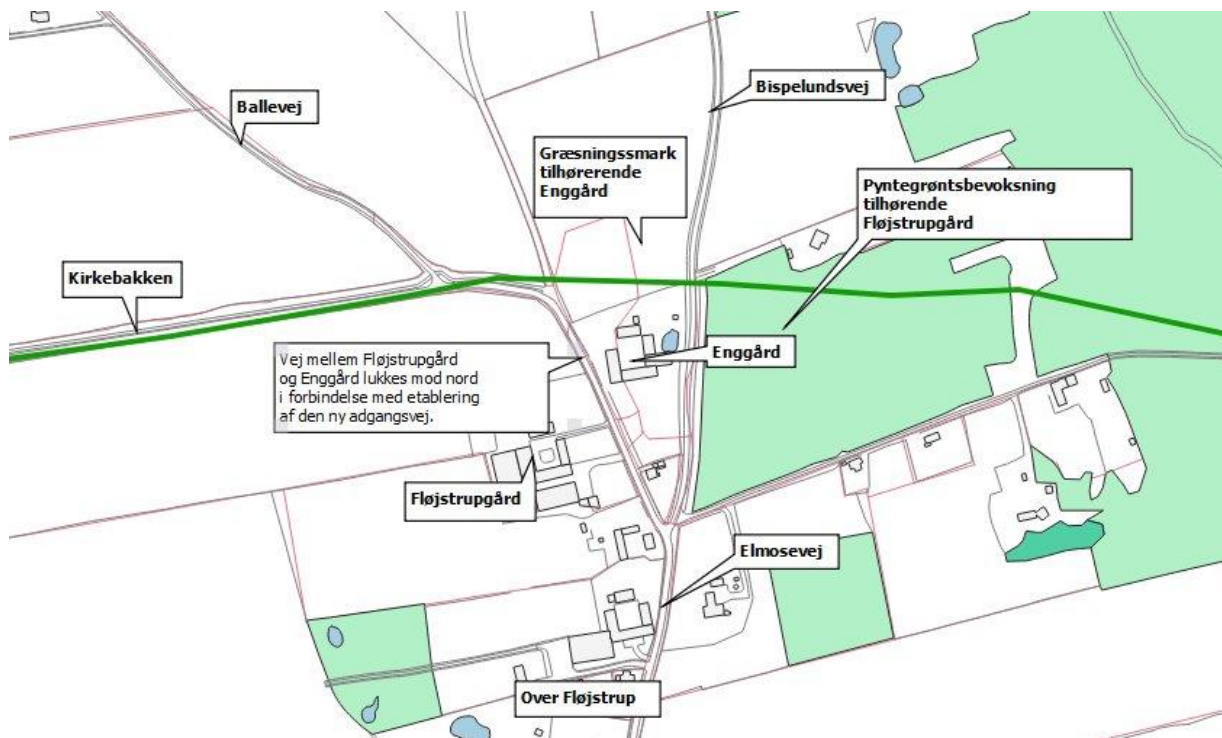 Bispelundsvej
Ballevej
Græsningssmark
tilhørerende
Enggård
Pyntegrøntsbevoksning
tilhørende
Fløjstrupgård
Kirkebakken
Vej mellem Fløjstrupgård
og Enggård lukkes mod nord
i forbindelse med etablering
af den ny adgangsvej.
Enggård
Fløjstrupgård
Elmosevej
Over Fløjstrup